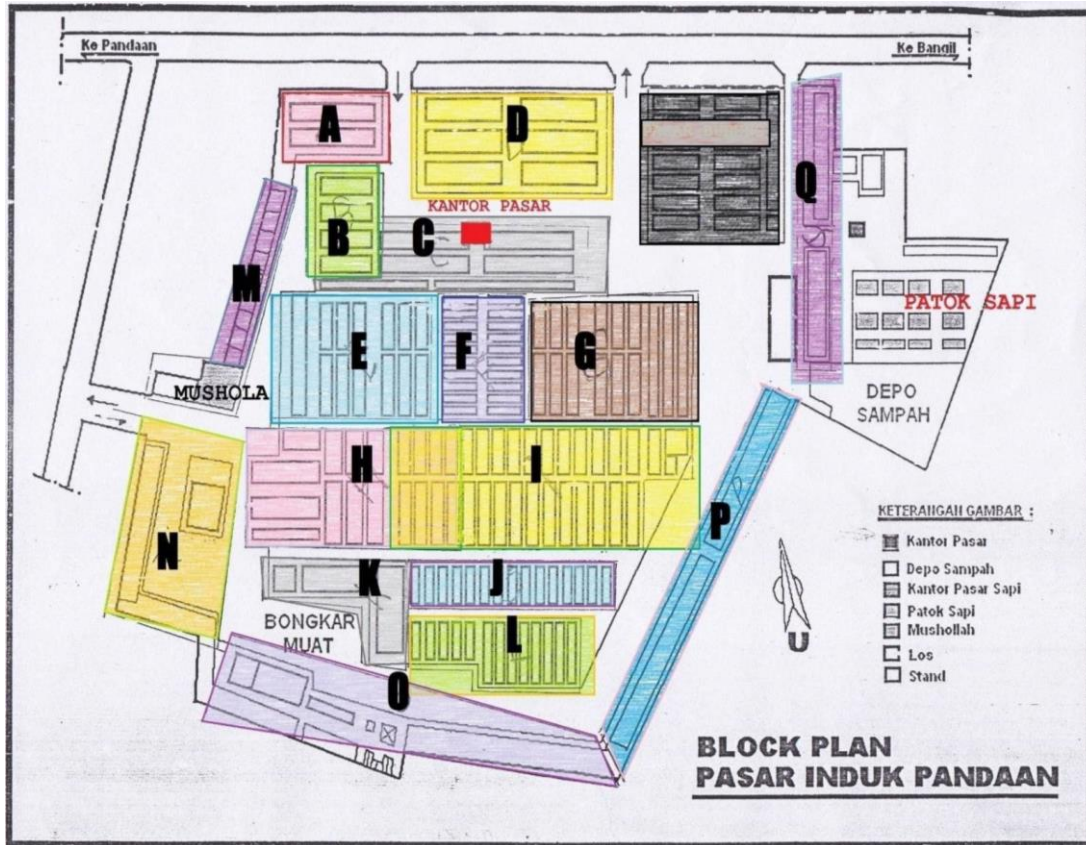 Ke Pandaan
Ke Bangil
A
D
Q
KANTOR PASAR
B
C
M
PATOK SAPI
E
F
G
MUSHOLA
DEPO
SAMPAH
H
I
P
N
K
J
BONGKAR
MUAT
L
O
KETERANGAN GAMBAR :
Kantor Pasar
Depo Sampah
Kantor Pasar Sapi
Patok Sapi
Mushollah
Los
Stand
U
BLOCK PLAN
PASAR INDUK PANDAAN